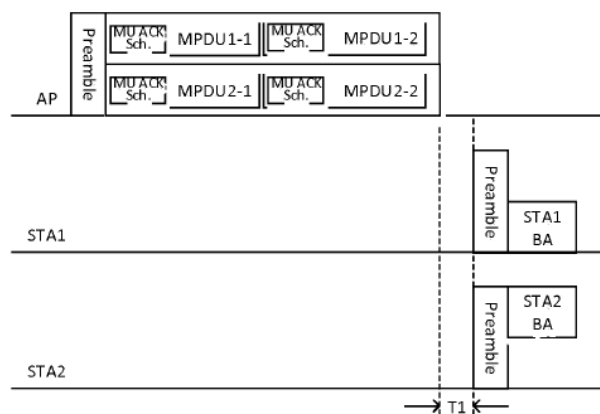 Preamble
MU ACK
Sch.
MPDU1-1
MU ACK
Sch.
MPDU1-2
MU ACK
Sch.
MPDU2-1
MU ACK
Sch.
MPDU2-2
AP
Preamble
STA1
BA
STA1
Preamble
STA2
BA
STA2
T1